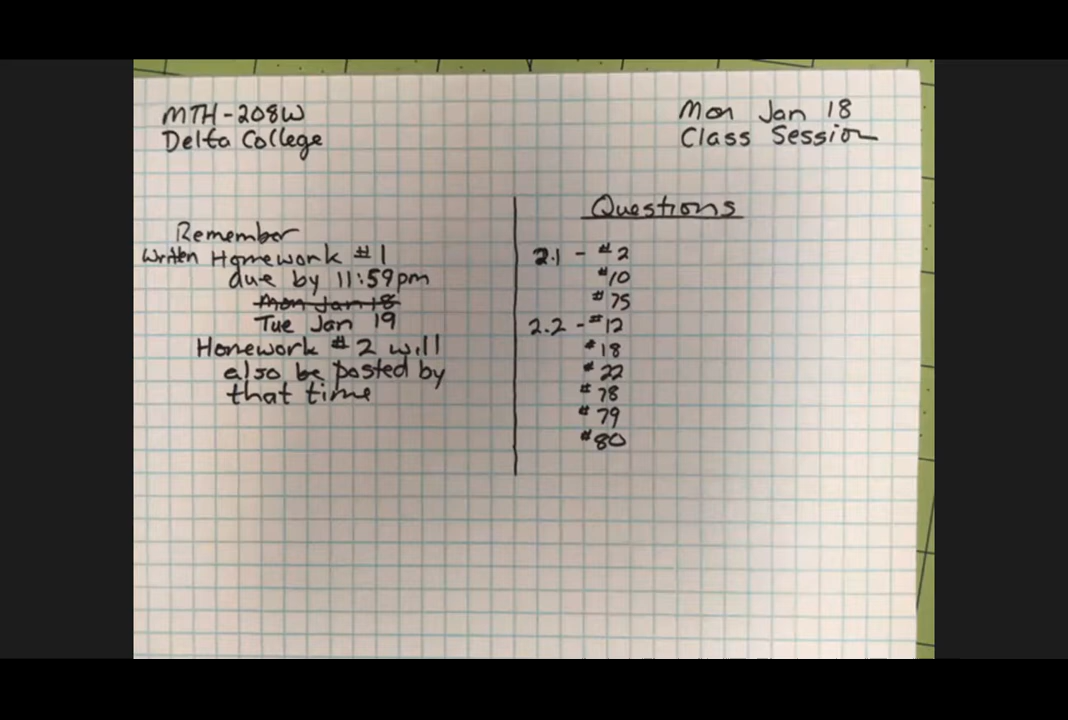 MTH-208W
Delta College
Mon Jan 18
Class Session
Remember
Written Homework #1
due by 11:59pm
Mon Jan 18
Tue Jan 19
Homework #2 will
also be posted by
that time
Questions
2.1 - #2
#10
#75
2.2 - #12
#18
#22
#78
#79
#80